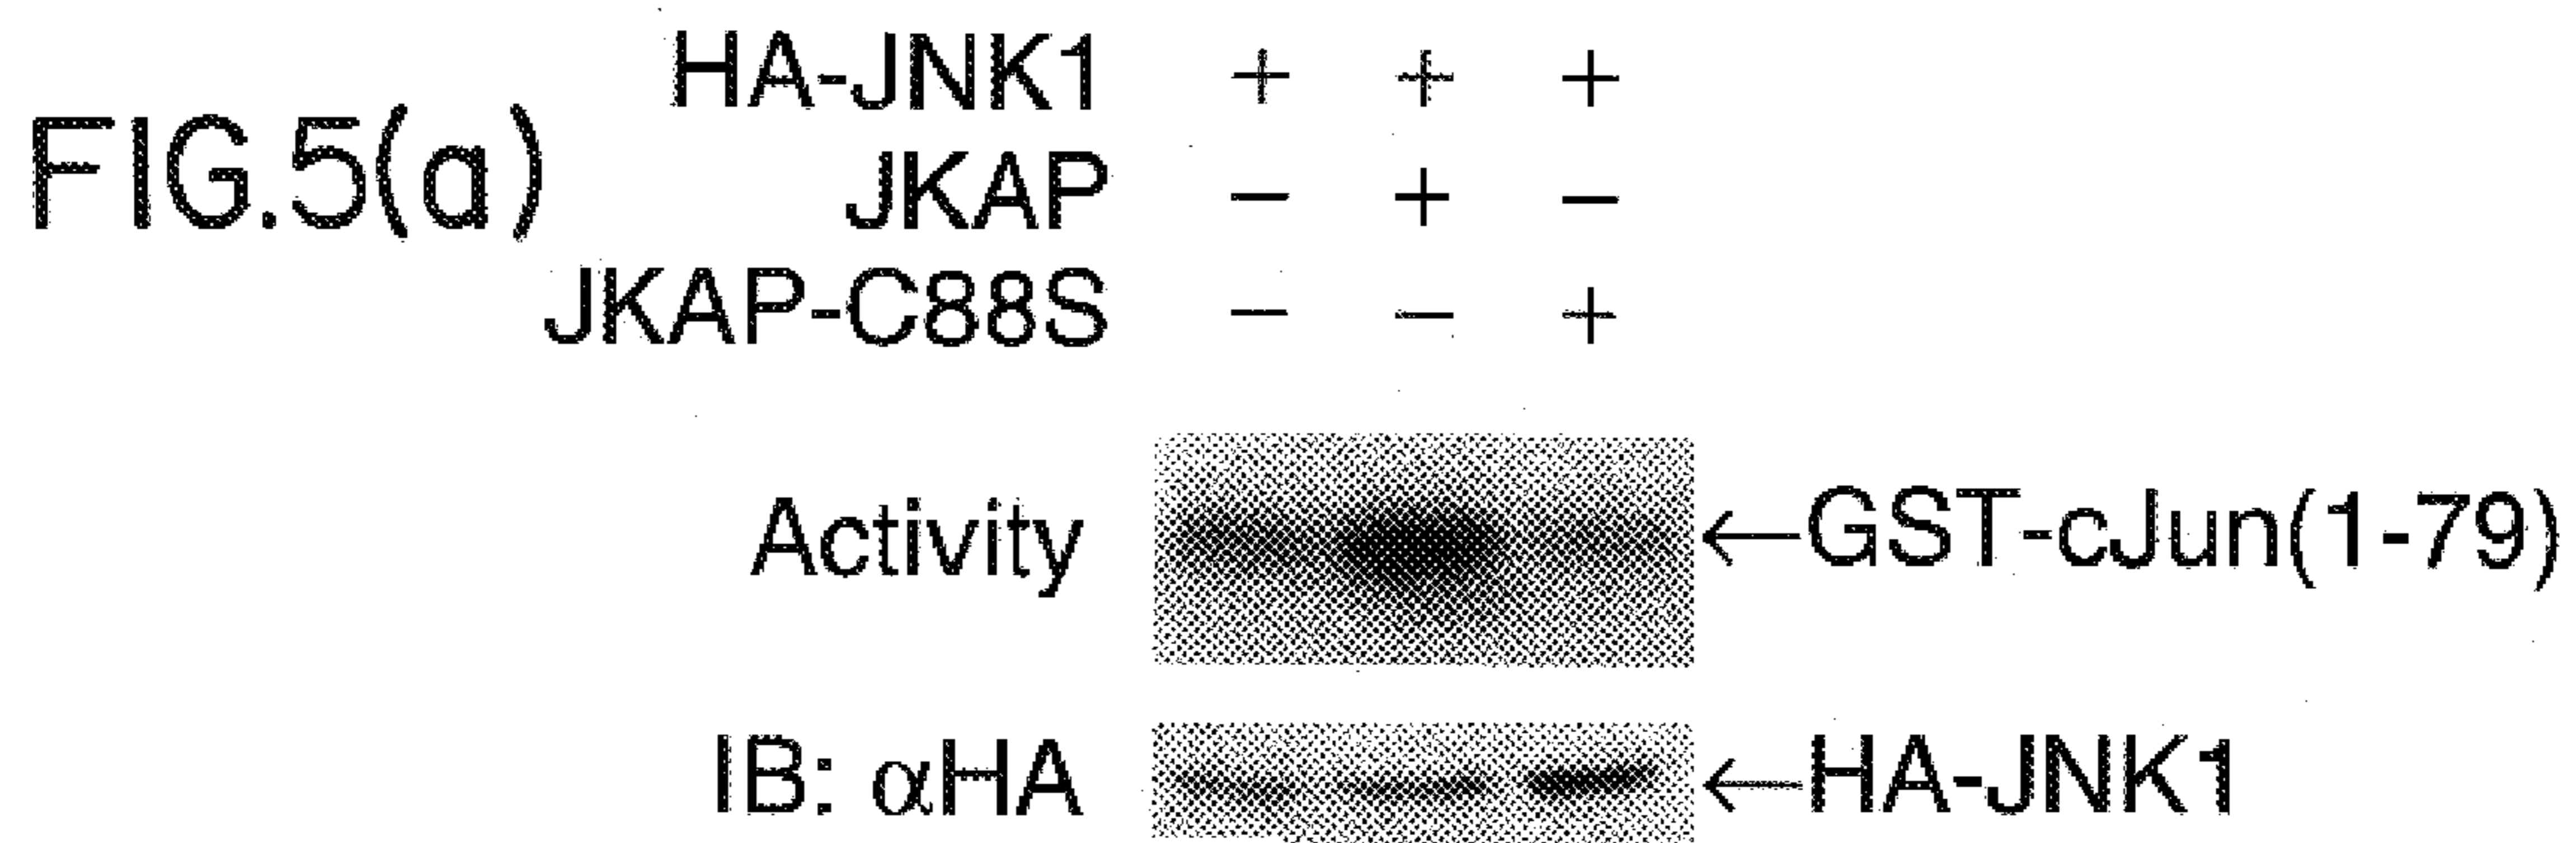 FIG.5(a)
HA-JNK1 + + +
JKAP − + −
JKAP-C88S − − +
Activity ←GST-cJun(1-79)
IB: αHA ←HA-JNK1